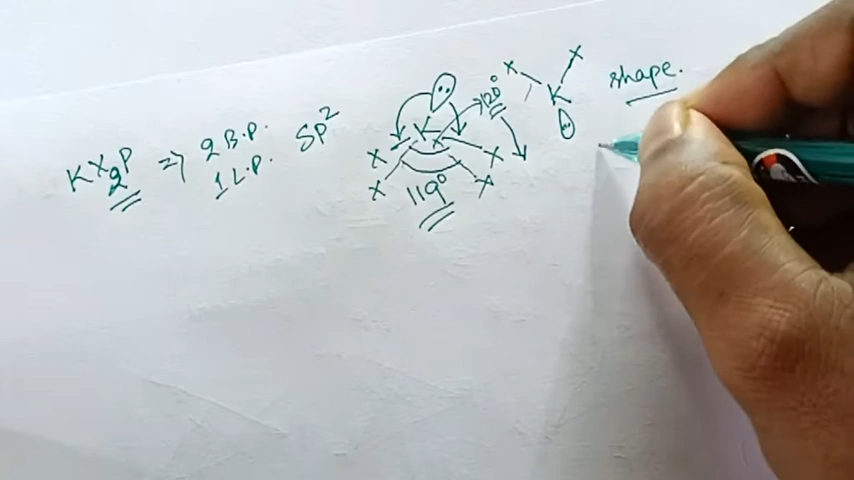 KX2P => 2 B.P. SP²
1 L.P.
K
X X
X X
120°
119°
X X
K
shape.